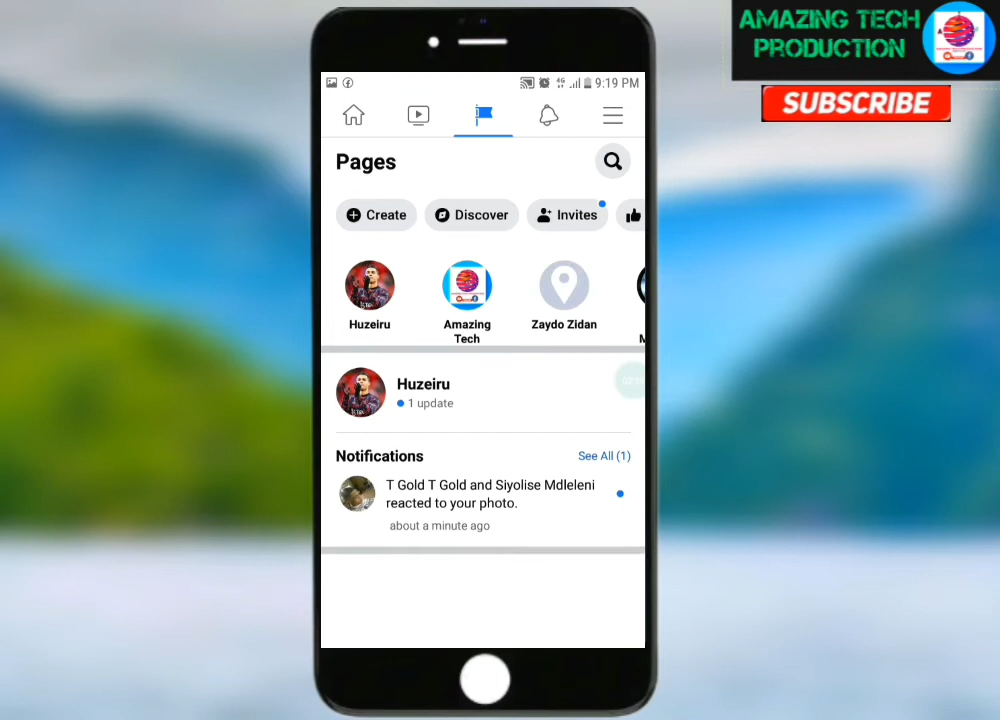 AMAZING TECH
PRODUCTION
SUBSCRIBE
4G 9:19 PM
Pages
Create Discover Invites
Huzeiru Amazing Tech Zaydo Zidan
Huzeiru
1 update
Notifications See All (1)
T Gold T Gold and Siyolise Mdleleni
reacted to your photo.
about a minute ago